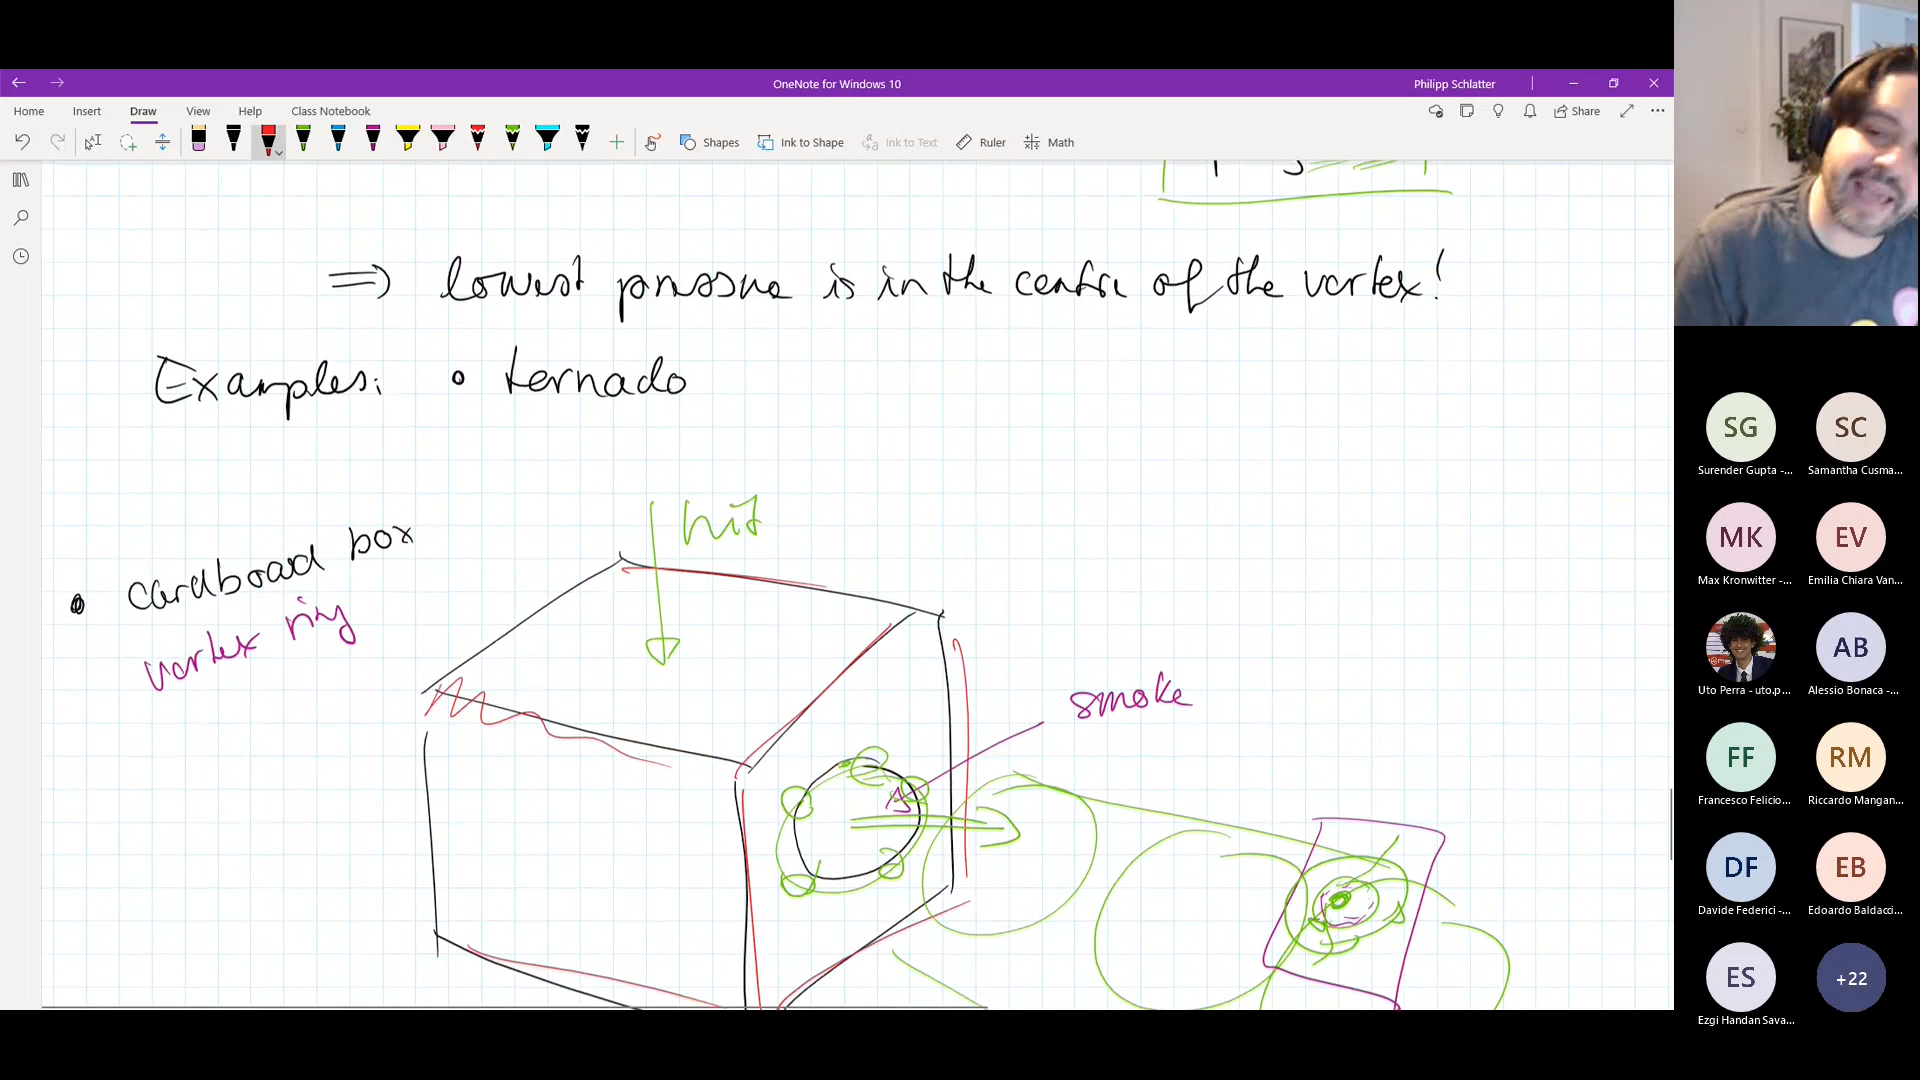 OneNote for Windows 10
Philipp Schlatter
Home Insert Draw View Help Class Notebook
Share
Shapes Ink to Shape Ink to Text Ruler Math
=> lowest pressure is in the centre of the vortex!
Examples: • tornado
hit
• cardboard box
vortex ring
smoke
SG
Surender Gupta -...
SC
Samantha Cusma...
MK
Max Kronwitter -...
EV
Emilia Chiara Van...
Uto Perra - uto.p...
AB
Alessio Bonaca -...
FF
Francesco Felicio...
RM
Riccardo Mangan...
DF
Davide Federici -...
EB
Edoardo Baldacci...
ES
Ezgi Handan Sava...
+22